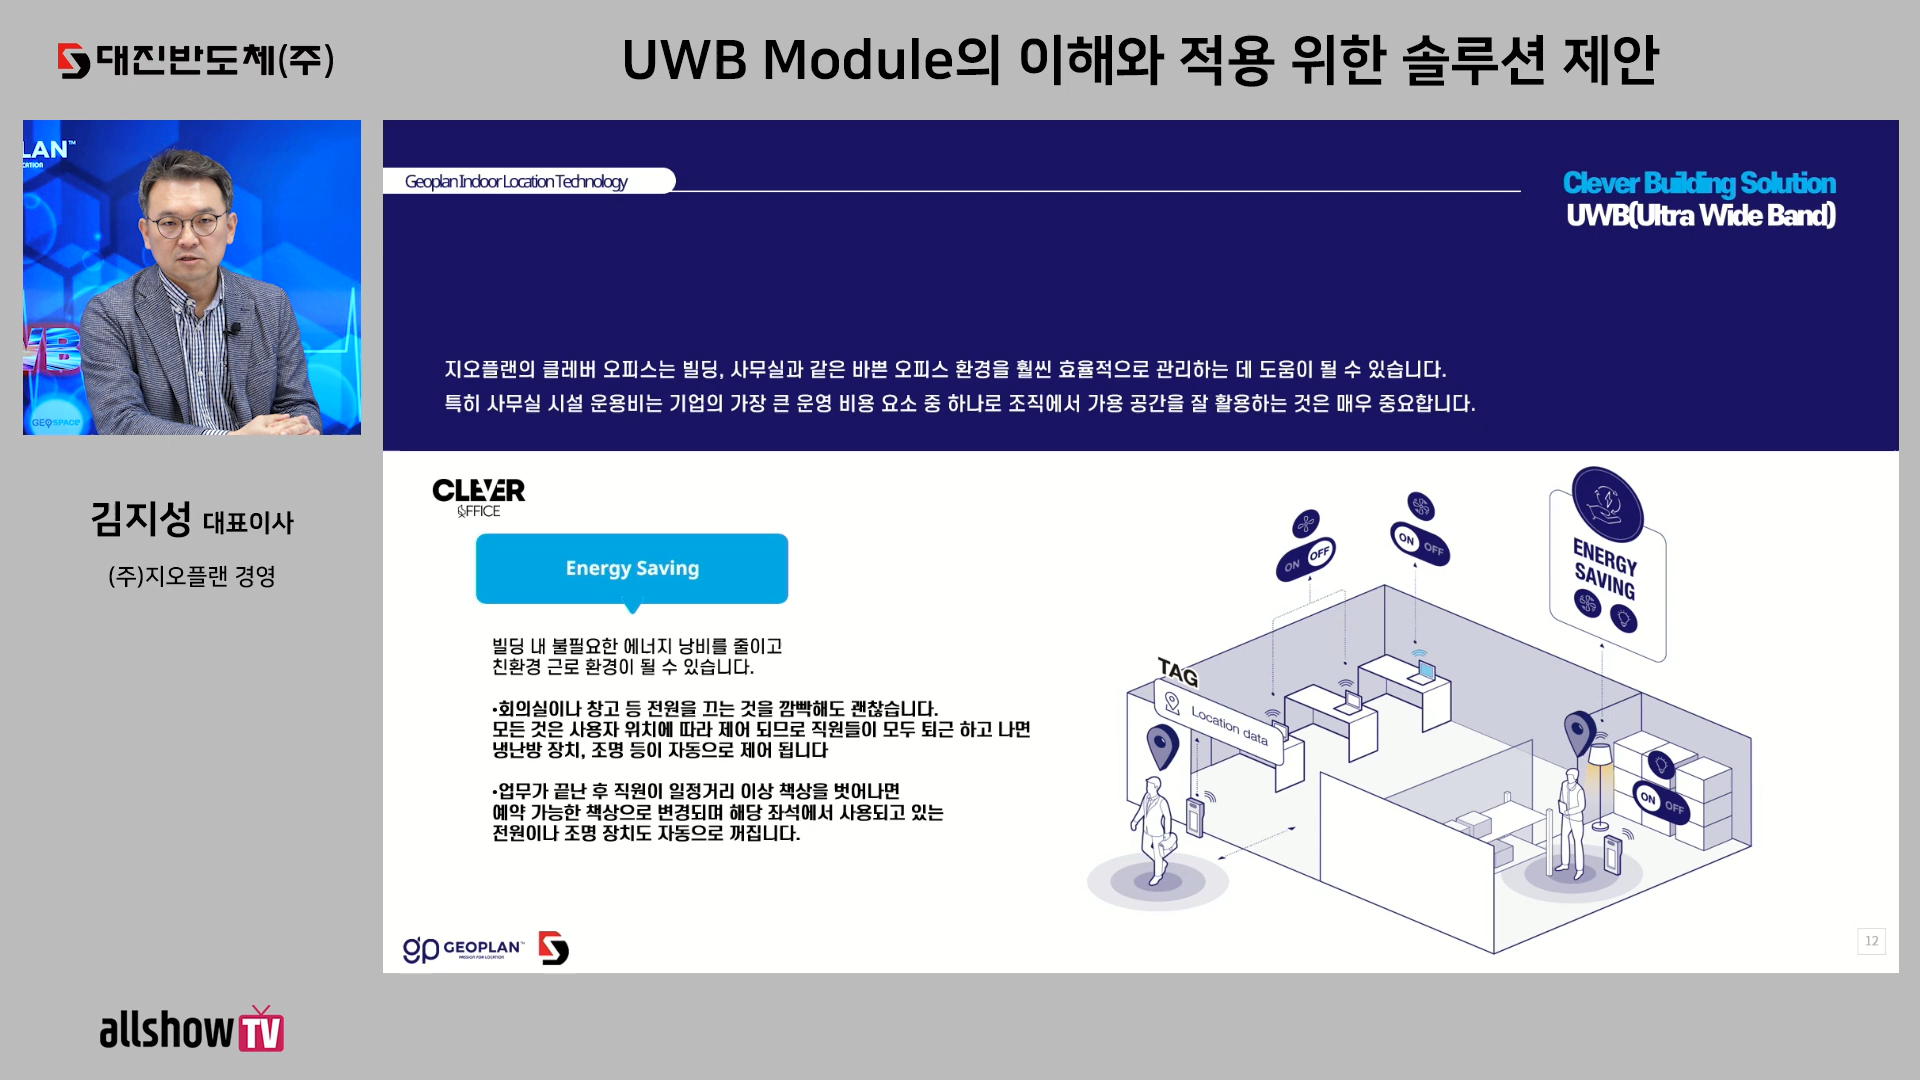 대진반도체(주)
UWB Module의 이해와 적용 위한 솔루션 제안
LAN™
CATION
WB
GEOSPACE
김지성 대표이사
(주)지오플랜 경영
allshow TV
Geoplan Indoor Location Technology
Clever Building Solution
UWB(Ultra Wide Band)
지오플랜의 클레버 오피스는 빌딩, 사무실과 같은 바쁜 오피스 환경을 훨씬 효율적으로 관리하는 데 도움이 될 수 있습니다.
특히 사무실 시설 운용비는 기업의 가장 큰 운영 비용 요소 중 하나로 조직에서 가용 공간을 잘 활용하는 것은 매우 중요합니다.
CLEVER
OFFICE
Energy Saving
빌딩 내 불필요한 에너지 낭비를 줄이고
친환경 근로 환경이 될 수 있습니다.
•회의실이나 창고 등 전원을 끄는 것을 깜빡해도 괜찮습니다.
모든 것은 사용자 위치에 따라 제어 되므로 직원들이 모두 퇴근 하고 나면
냉난방 장치, 조명 등이 자동으로 제어 됩니다
•업무가 끝난 후 직원이 일정거리 이상 책상을 벗어나면
예약 가능한 책상으로 변경되며 해당 좌석에서 사용되고 있는
전원이나 조명 장치도 자동으로 꺼집니다.
ON OFF
ON OFF
ENERGY
SAVING
TAG
Location data
ON OFF
gp GEOPLAN™
PASSION FOR LOCATION
12